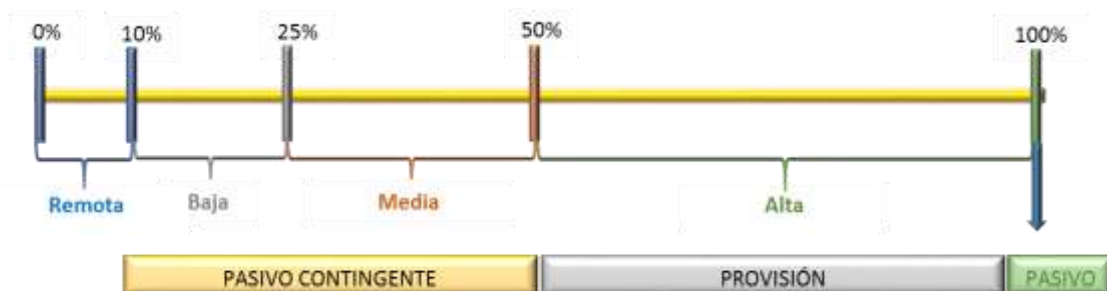 0% 10% 25% 50% 100%
Remota Baja Media Alta
PASIVO CONTINGENTE PROVISIÓN PASIVO